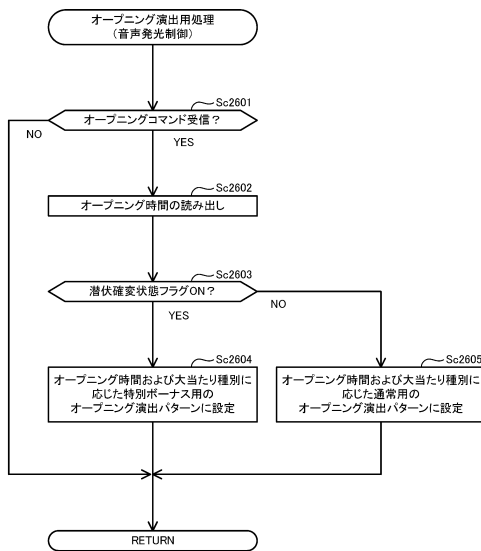 オープニング演出用処理
（音声発光制御）
Sc2601
オープニングコマンド受信？
NO
YES
Sc2602
オープニング時間の読み出し
Sc2603
潜伏確変状態フラグON？
NO
YES
Sc2604
オープニング時間および大当たり種別に
応じた特別ボーナス用の
オープニング演出パターンに設定
Sc2605
オープニング時間および大当たり種別に
応じた通常用の
オープニング演出パターンに設定
RETURN